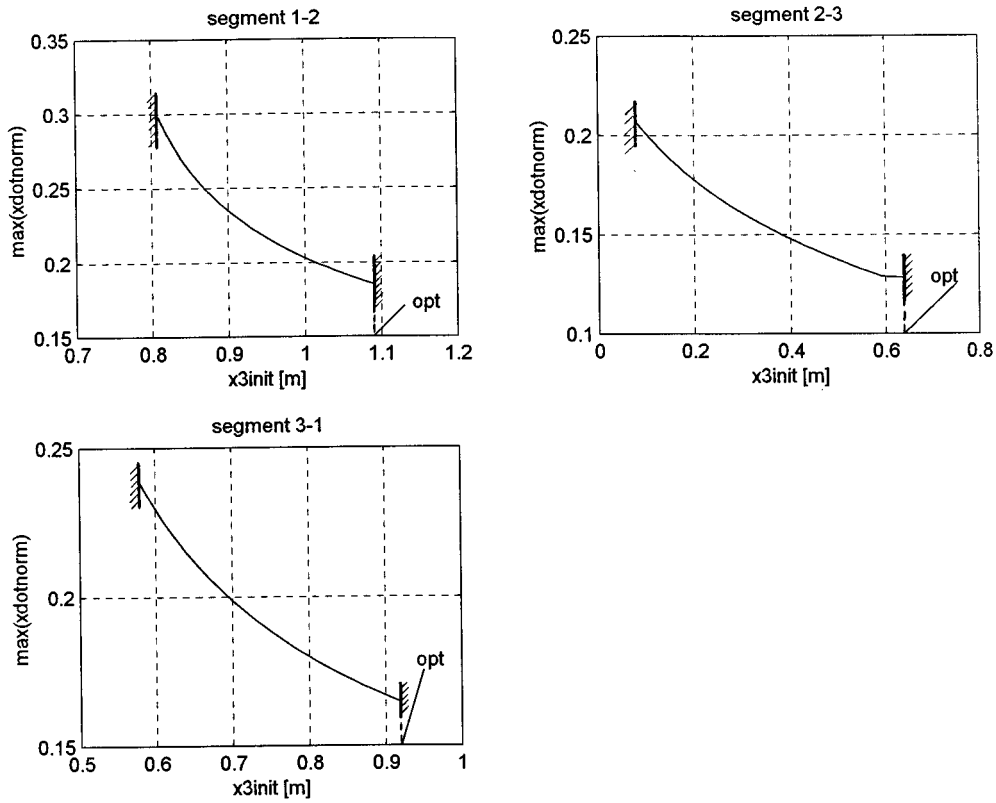 segment 1-2
0.35
0.3
0.25
0.2
0.15
max(xdotnorm)
0.7 0.8 0.9 1 1.1 1.2
x3init [m]
opt
segment 2-3
0.25
0.2
0.15
0.1
max(xdotnorm)
0 0.2 0.4 0.6 0.8
x3init [m]
opt
segment 3-1
0.25
0.2
0.15
max(xdotnorm)
0.5 0.6 0.7 0.8 0.9 1
x3init [m]
opt